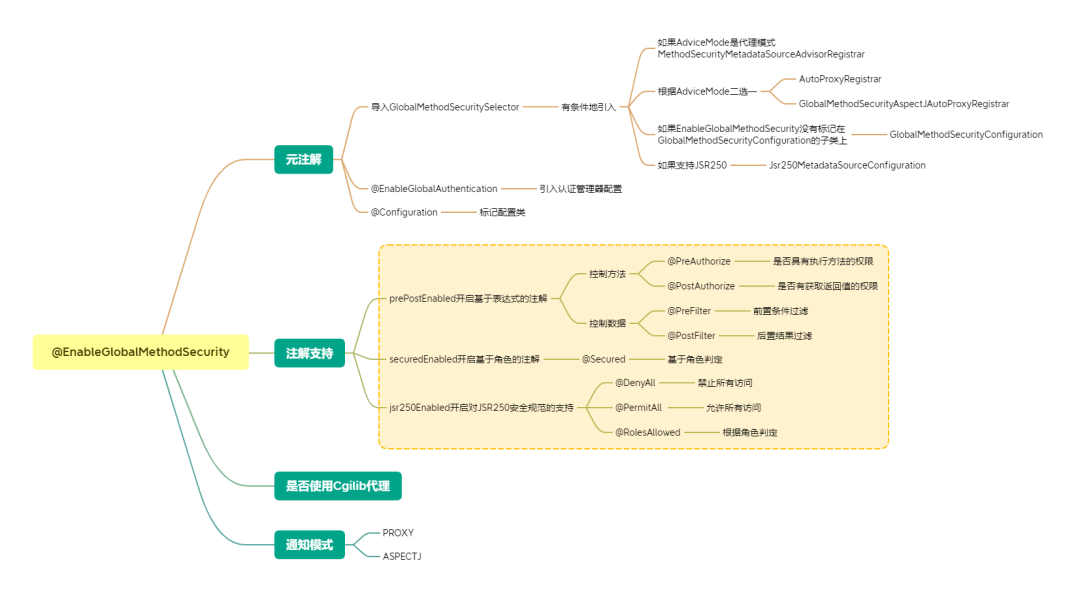 @EnableGlobalMethodSecurity
元注解
导入GlobalMethodSecuritySelector
有条件地引入
如果AdviceMode是代理模式
MethodSecurityMetadataSourceAdvisorRegistrar
根据AdviceMode二选一
AutoProxyRegistrar
GlobalMethodSecurityAspectJAutoProxyRegistrar
如果EnableGlobalMethodSecurity没有标记在
GlobalMethodSecurityConfiguration的子类上
GlobalMethodSecurityConfiguration
如果支持JSR250
Jsr250MetadataSourceConfiguration
@EnableGlobalAuthentication
引入认证管理器配置
@Configuration
标记配置类
注解支持
prePostEnabled开启基于表达式的注解
控制方法
@PreAuthorize
是否具有执行方法的权限
@PostAuthorize
是否有获取返回值的权限
控制数据
@PreFilter
前置条件过滤
@PostFilter
后置结果过滤
securedEnabled开启基于角色的注解
@Secured
基于角色判定
jsr250Enabled开启对JSR250安全规范的支持
@DenyAll
禁止所有访问
@PermitAll
允许所有访问
@RolesAllowed
根据角色判定
是否使用Cgilib代理
通知模式
PROXY
ASPECTJ